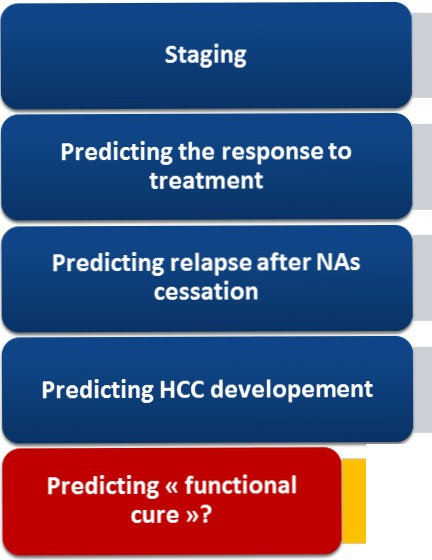 Staging
Predicting the response to
treatment
Predicting relapse after NAs
cessation
Predicting HCC developement
Predicting « functional
cure »?